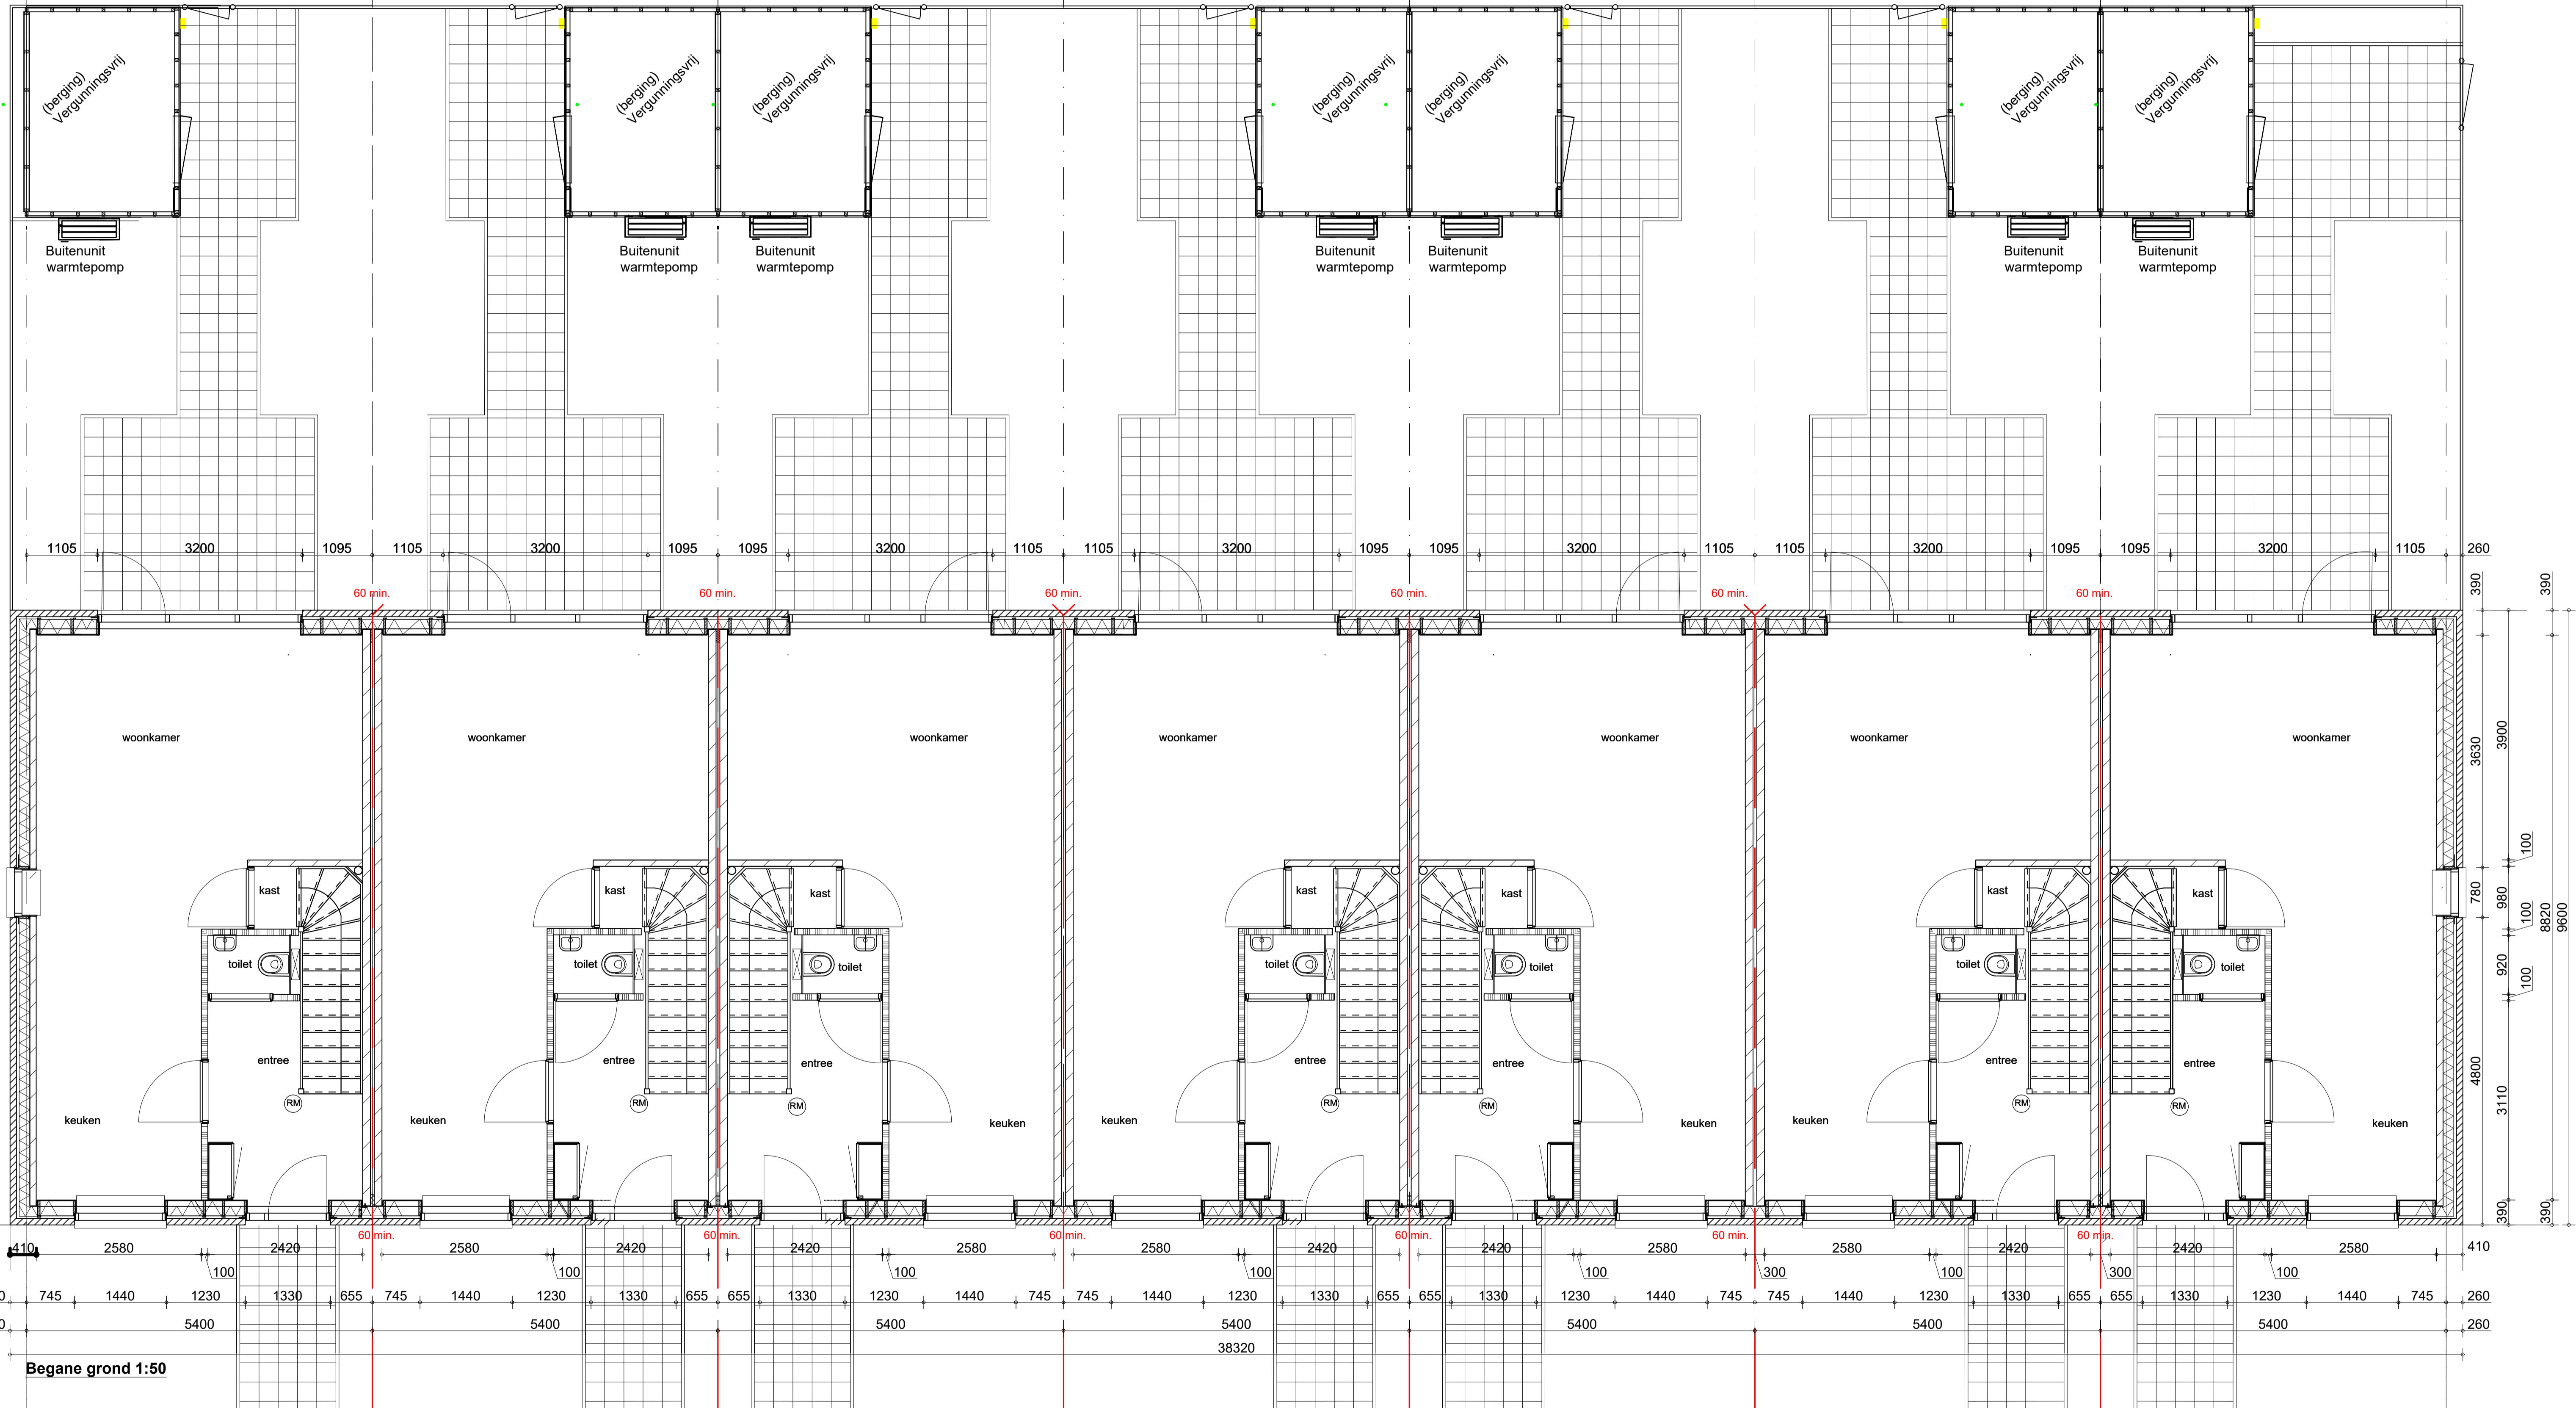 (berging)
Vergunningsvrij
(berging)
Vergunningsvrij
(berging)
Vergunningsvrij
(berging)
Vergunningsvrij
(berging)
Vergunningsvrij
(berging)
Vergunningsvrij
(berging)
Vergunningsvrij
Buitenunit
warmtepomp
Buitenunit
warmtepomp
Buitenunit
warmtepomp
Buitenunit
warmtepomp
Buitenunit
warmtepomp
Buitenunit
warmtepomp
Buitenunit
warmtepomp
1105 3200 1095 1105 3200 1095 1095 3200 1105 1105 3200 1095 1095 3200 1105 1105 3200 1095 1095 3200 1105 260
390 390
60 min. 60 min. 60 min. 60 min. 60 min. 60 min.
woonkamer woonkamer woonkamer woonkamer woonkamer woonkamer woonkamer
3630 3900
100
kast kast kast kast kast kast kast
780 980 100 8820 9600
toilet toilet toilet toilet toilet toilet toilet
920 100
entree entree entree entree entree entree entree
4800 3110
RM RM RM RM RM RM RM
keuken keuken keuken keuken keuken keuken keuken
390 390
60 min. 60 min. 60 min. 60 min. 60 min. 60 min.
410 2580 2420 2580 2420 2420 2580 2580 2420 2420 2580 2580 2420 2420 2580 410
100 100 100 100 100 300 100 300 100
0 745 1440 1230 1330 655 745 1440 1230 1330 655 655 1330 1230 1440 745 745 1440 1230 1330 655 655 1330 1230 1440 745 745 1440 1230 1330 655 655 1330 1230 1440 745 260
0 5400 5400 5400 5400 5400 5400 5400 260
38320
Begane grond 1:50